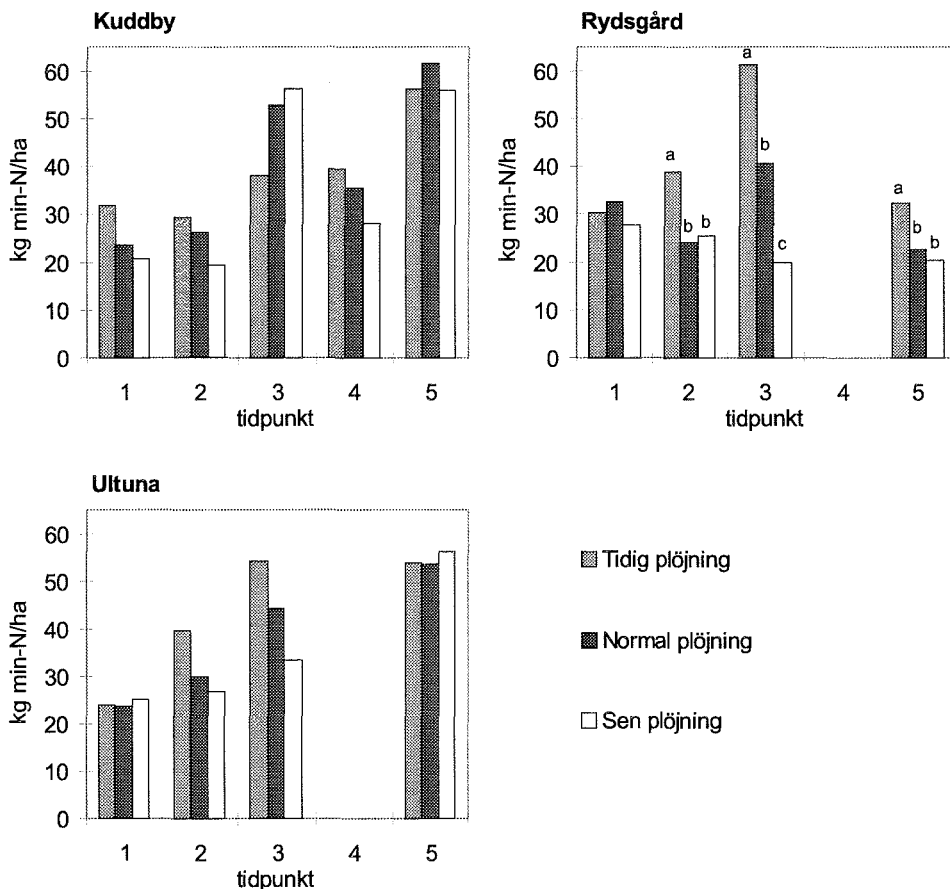 Kuddby
kg min-N/ha
60
50
40
30
20
10
0
1 2 3 4 5
tidpunkt
Rydsgård
kg min-N/ha
60
50
40
30
20
10
0
a
b b
a
b
c
a
b
b
1 2 3 4 5
tidpunkt
Ultuna
kg min-N/ha
60
50
40
30
20
10
0
1 2 3 4 5
tidpunkt
Tidig plöjning
Normal plöjning
Sen plöjning